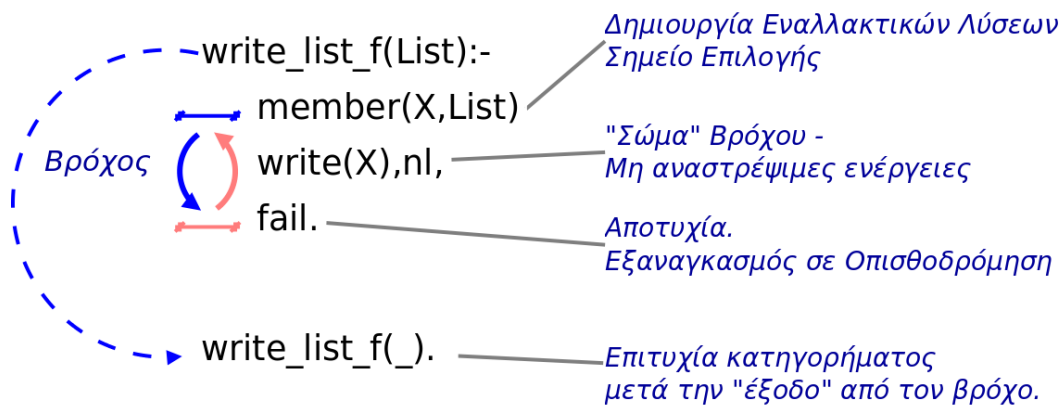 write_list_f(List):-
Δημιουργία Εναλλακτικών Λύσεων
Σημείο Επιλογής
member(X,List)
Βρόχος
write(X),nl,
"Σώμα" Βρόχου -
Μη αναστρέψιμες ενέργειες
fail.
Αποτυχία.
Εξαναγκασμός σε Οπισθοδρόμηση
write_list_f(_).
Επιτυχία κατηγορήματος
μετά την "έξοδο" από τον βρόχο.